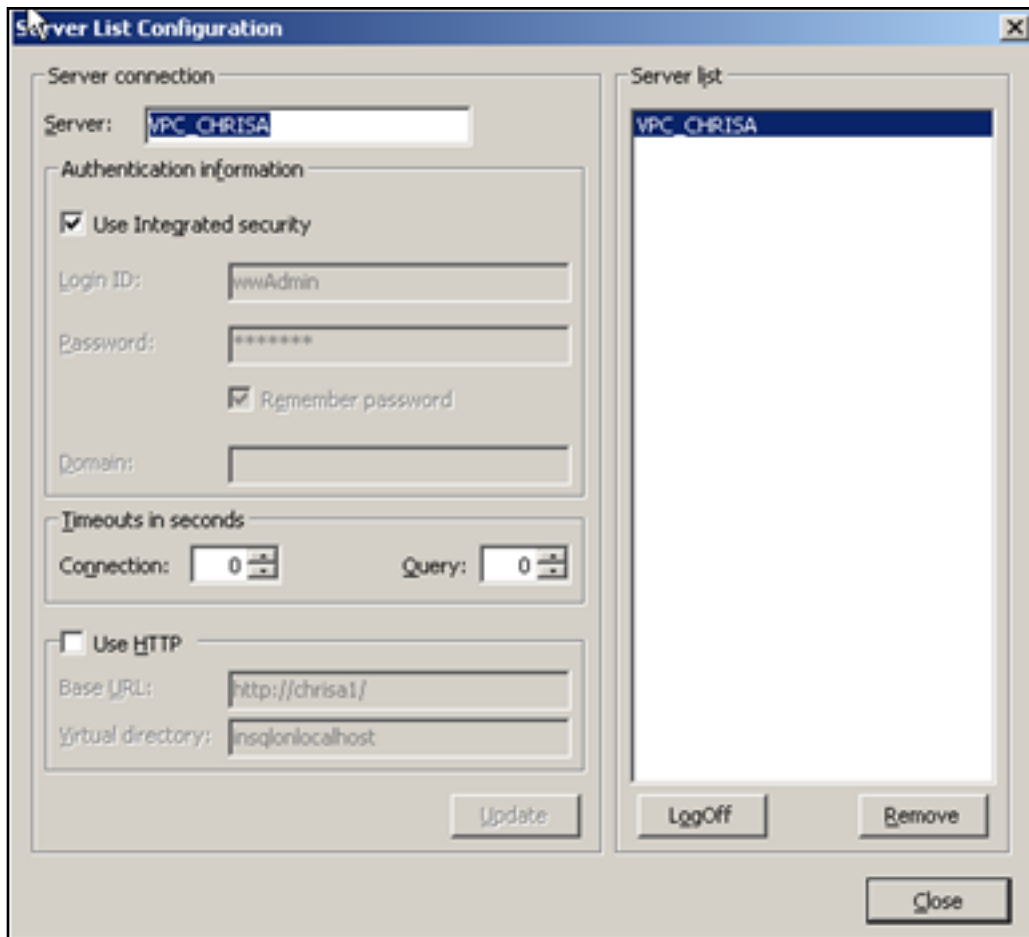 Server List Configuration
Server connection
Server: VPC_CHRISA
Authentication information
Use Integrated security
Login ID: wwAdmin
Password: *******
Remember password
Domain:
Timeouts in seconds
Connection: 0 Query: 0
Use HTTP
Base URL: http://chrisa1/
Virtual directory: insqlonlocalhost
Update
Server list
VPC_CHRISA
LogOff Remove
Close